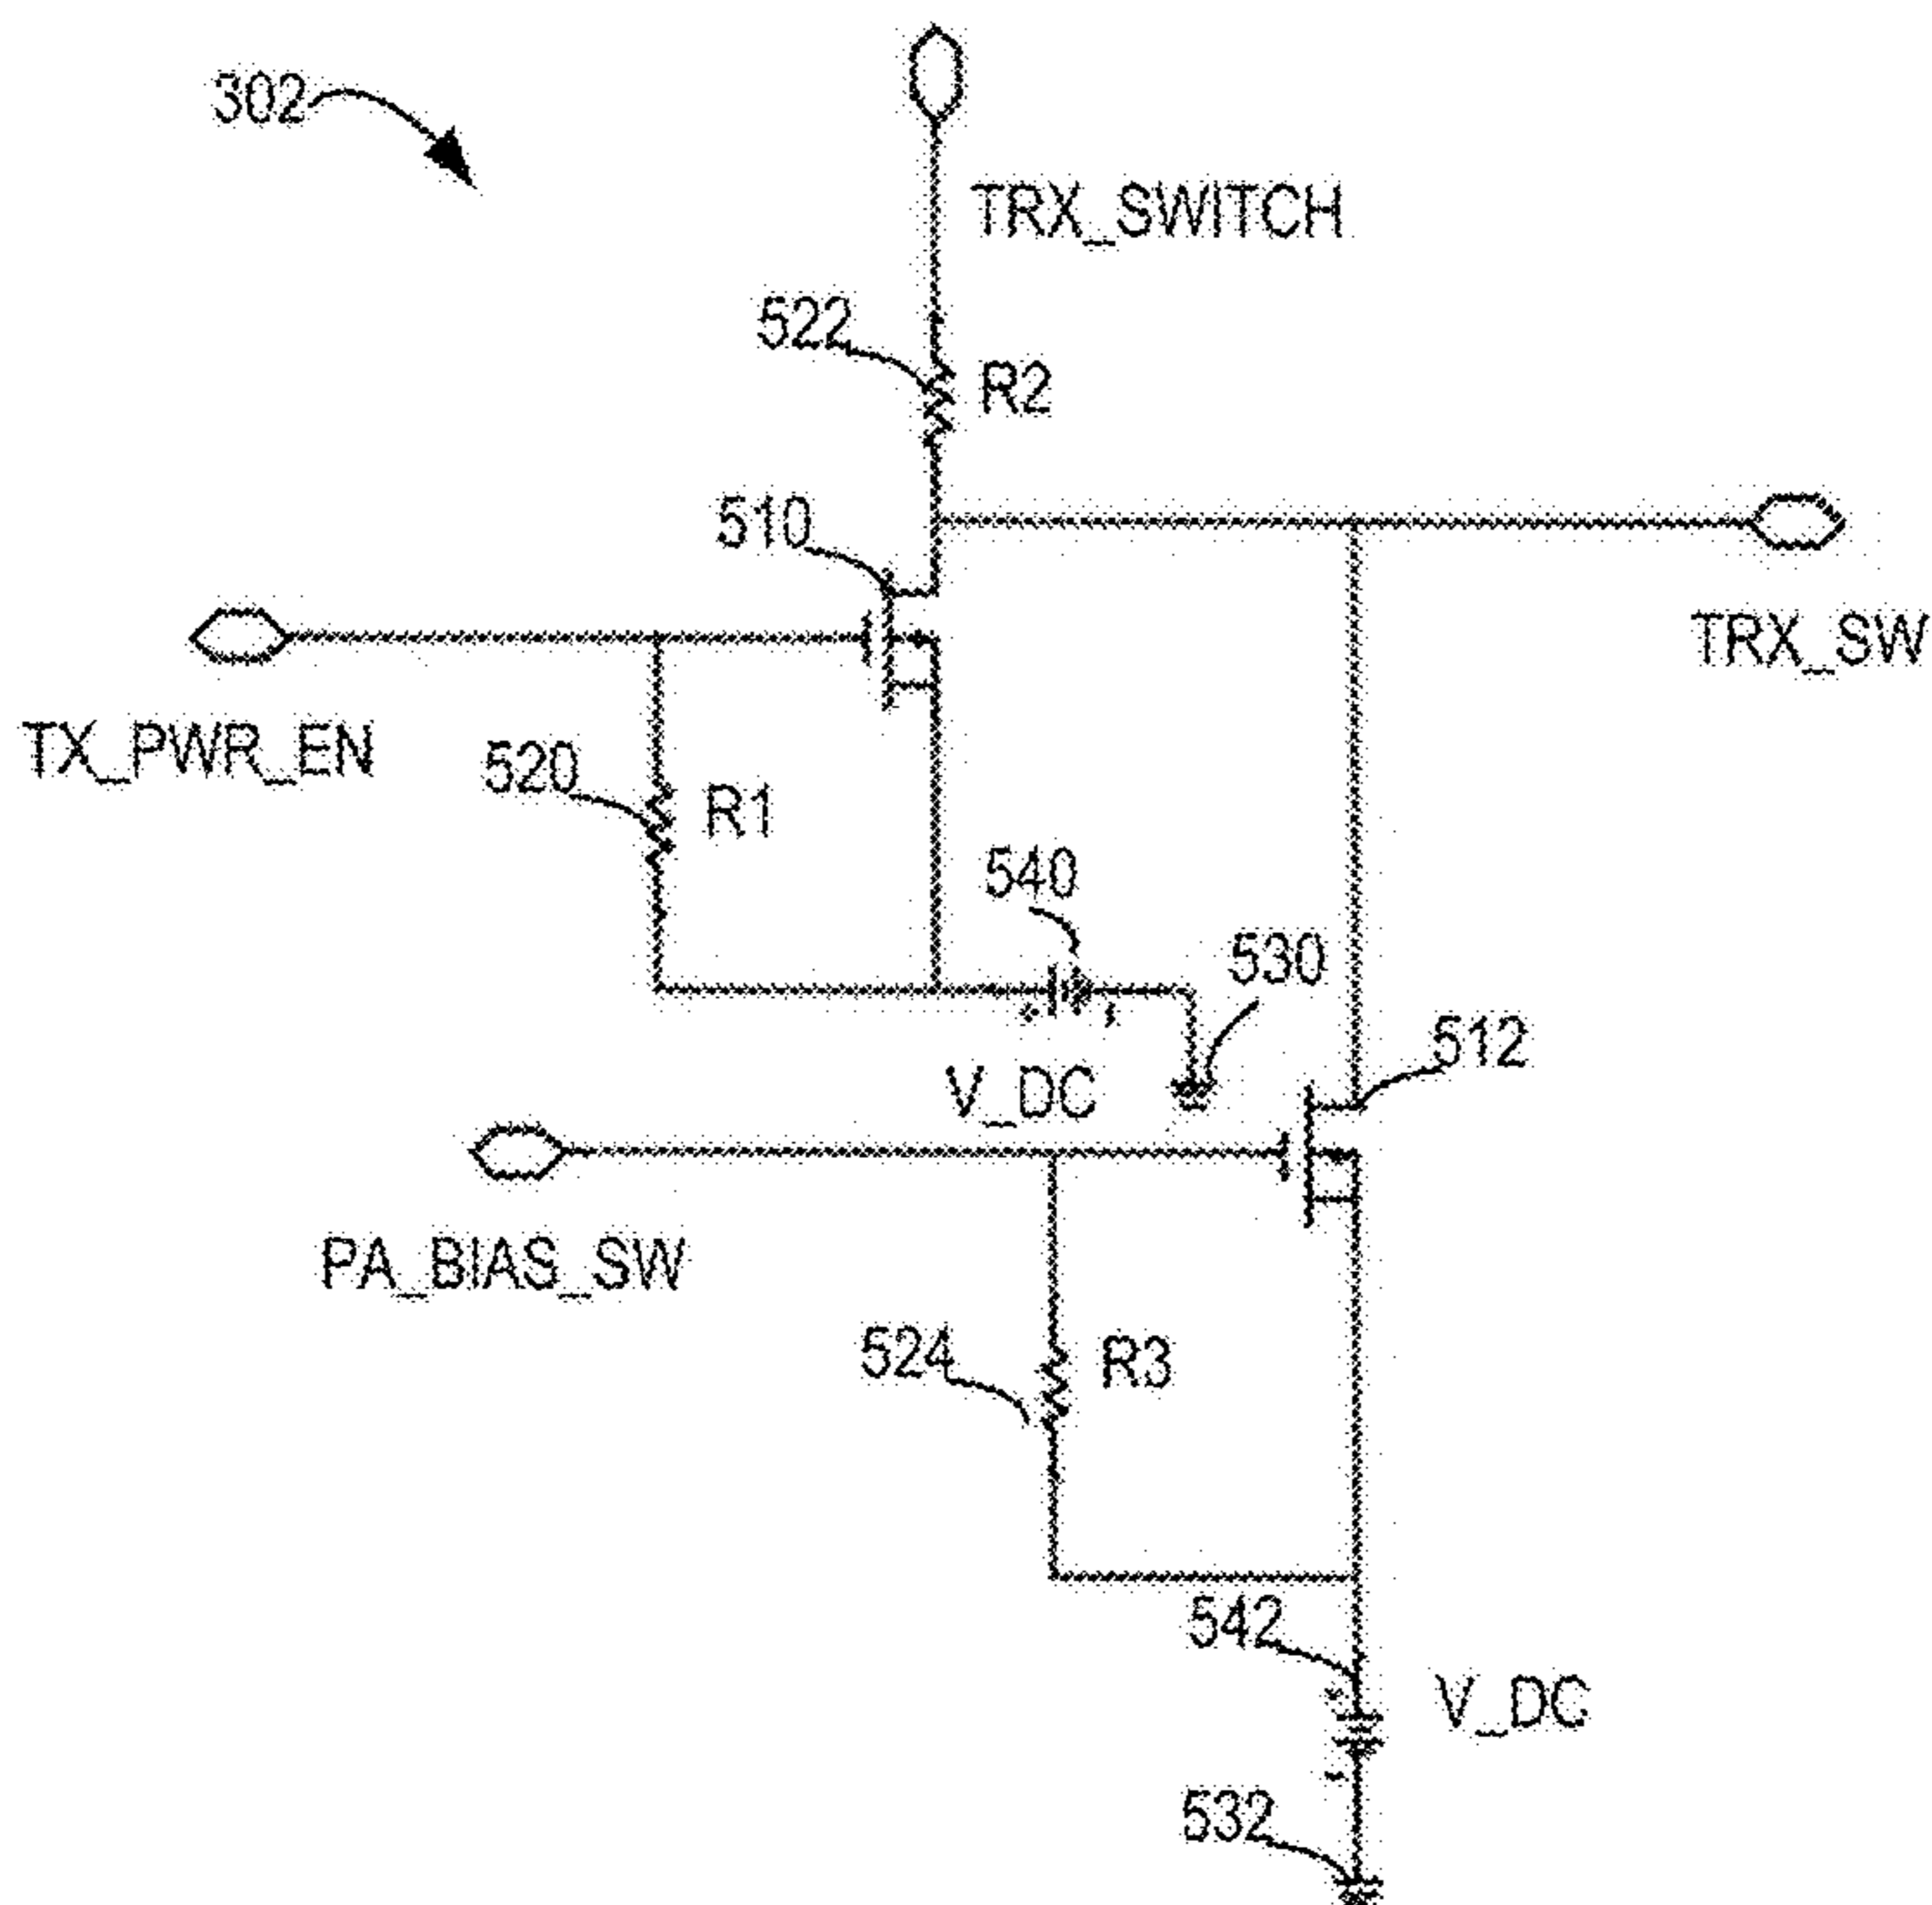 302
TRX_SWITCH
522
R2
510
TRX_SW
TX_PWR_EN
520
R1
540
530
V_DC
512
PA_BIAS_SW
524
R3
542
V_DC
532